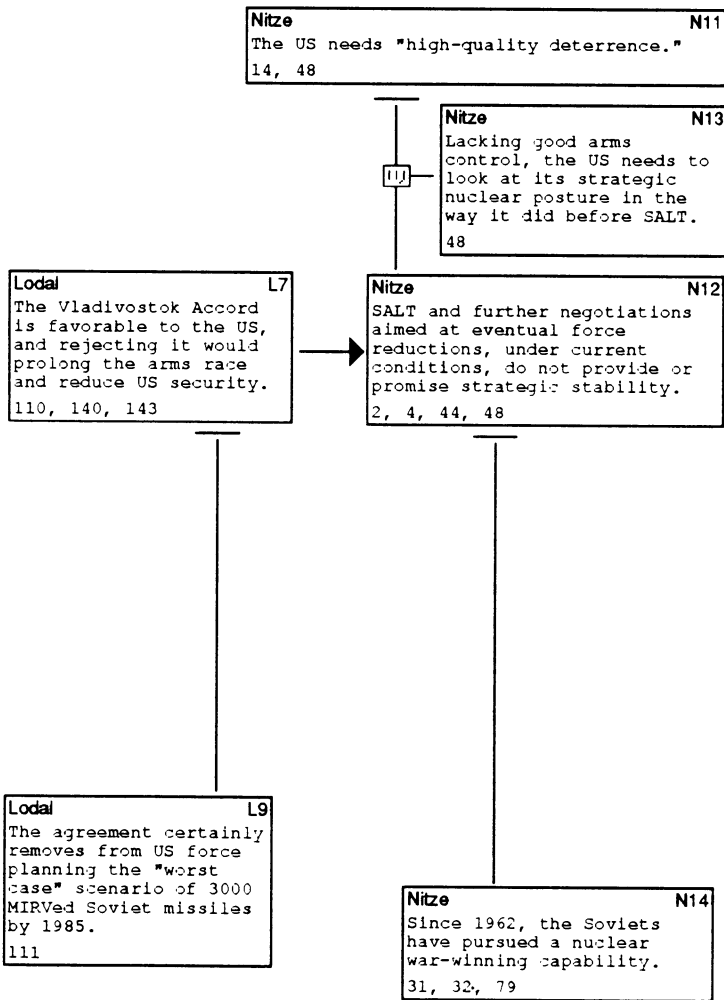 Nitze N11
The US needs "high-quality deterrence."
14, 48
Nitze N13
Lacking good arms
control, the US needs to
look at its strategic
nuclear posture in the
way it did before SALT.
48
Lodal L7
The Vladivostok Accord
is favorable to the US,
and rejecting it would
prolong the arms race
and reduce US security.
110, 140, 143
Nitze N12
SALT and further negotiations
aimed at eventual force
reductions, under current
conditions, do not provide or
promise strategic stability.
2, 4, 44, 48
Lodal L9
The agreement certainly
removes from US force
planning the "worst
case" scenario of 3000
MIRVed Soviet missiles
by 1985.
111
Nitze N14
Since 1962, the Soviets
have pursued a nuclear
war-winning capability.
31, 32, 79